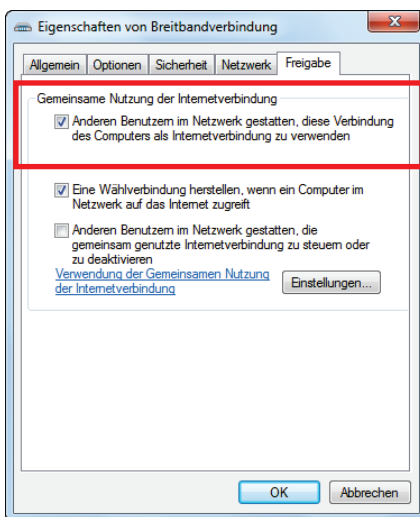 Eigenschaften von Breitbandverbindung
Allgemein Optionen Sicherheit Netzwerk Freigabe
Gemeinsame Nutzung der Internetverbindung
Anderen Benutzern im Netzwerk gestatten, diese Verbindung
des Computers als Internetverbindung zu verwenden
Eine Wählverbindung herstellen, wenn ein Computer im
Netzwerk auf das Internet zugreift
Anderen Benutzern im Netzwerk gestatten, die
gemeinsam genutzte Internetverbindung zu steuern oder
zu deaktivieren
Verwendung der Gemeinsamen Nutzung
der Internetverbindung
Einstellungen...
OK Abbrechen